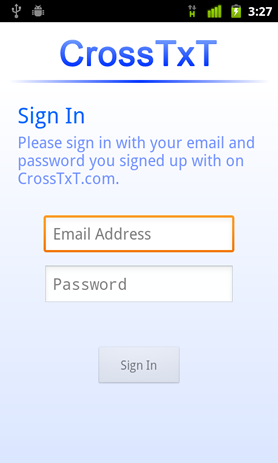 3:27
CrossTxT
Sign In
Please sign in with your email and
password you signed up with on
CrossTxT.com.
Email Address
Password
Sign In